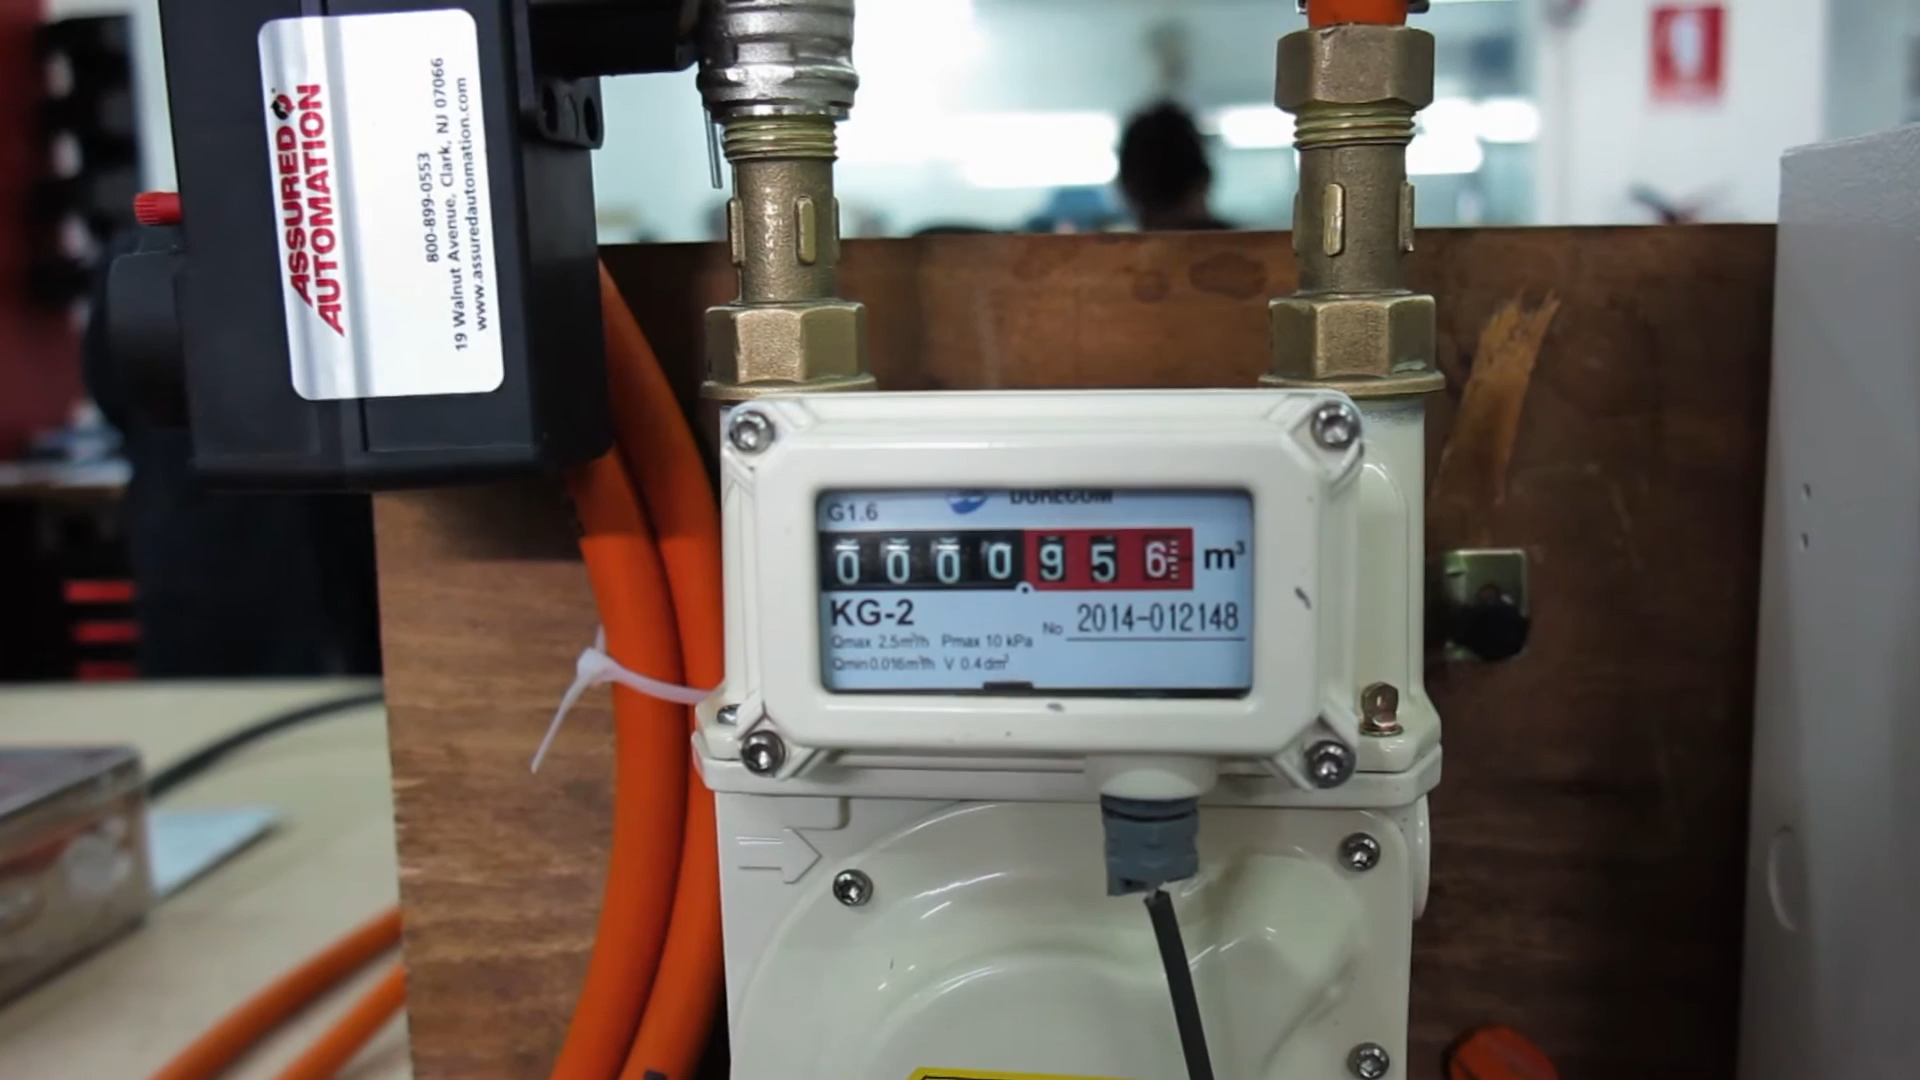 ASSURED
AUTOMATION
800-899-0553
19 Walnut Avenue, Clark, NJ 07066
www.assuredautomation.com
G1.6
0000956 m³
KG-2
No 2014-012148
Qmax 2.5m³/h Pmax 10 kPa
Qmin 0.016m³/h V 0.4dm³